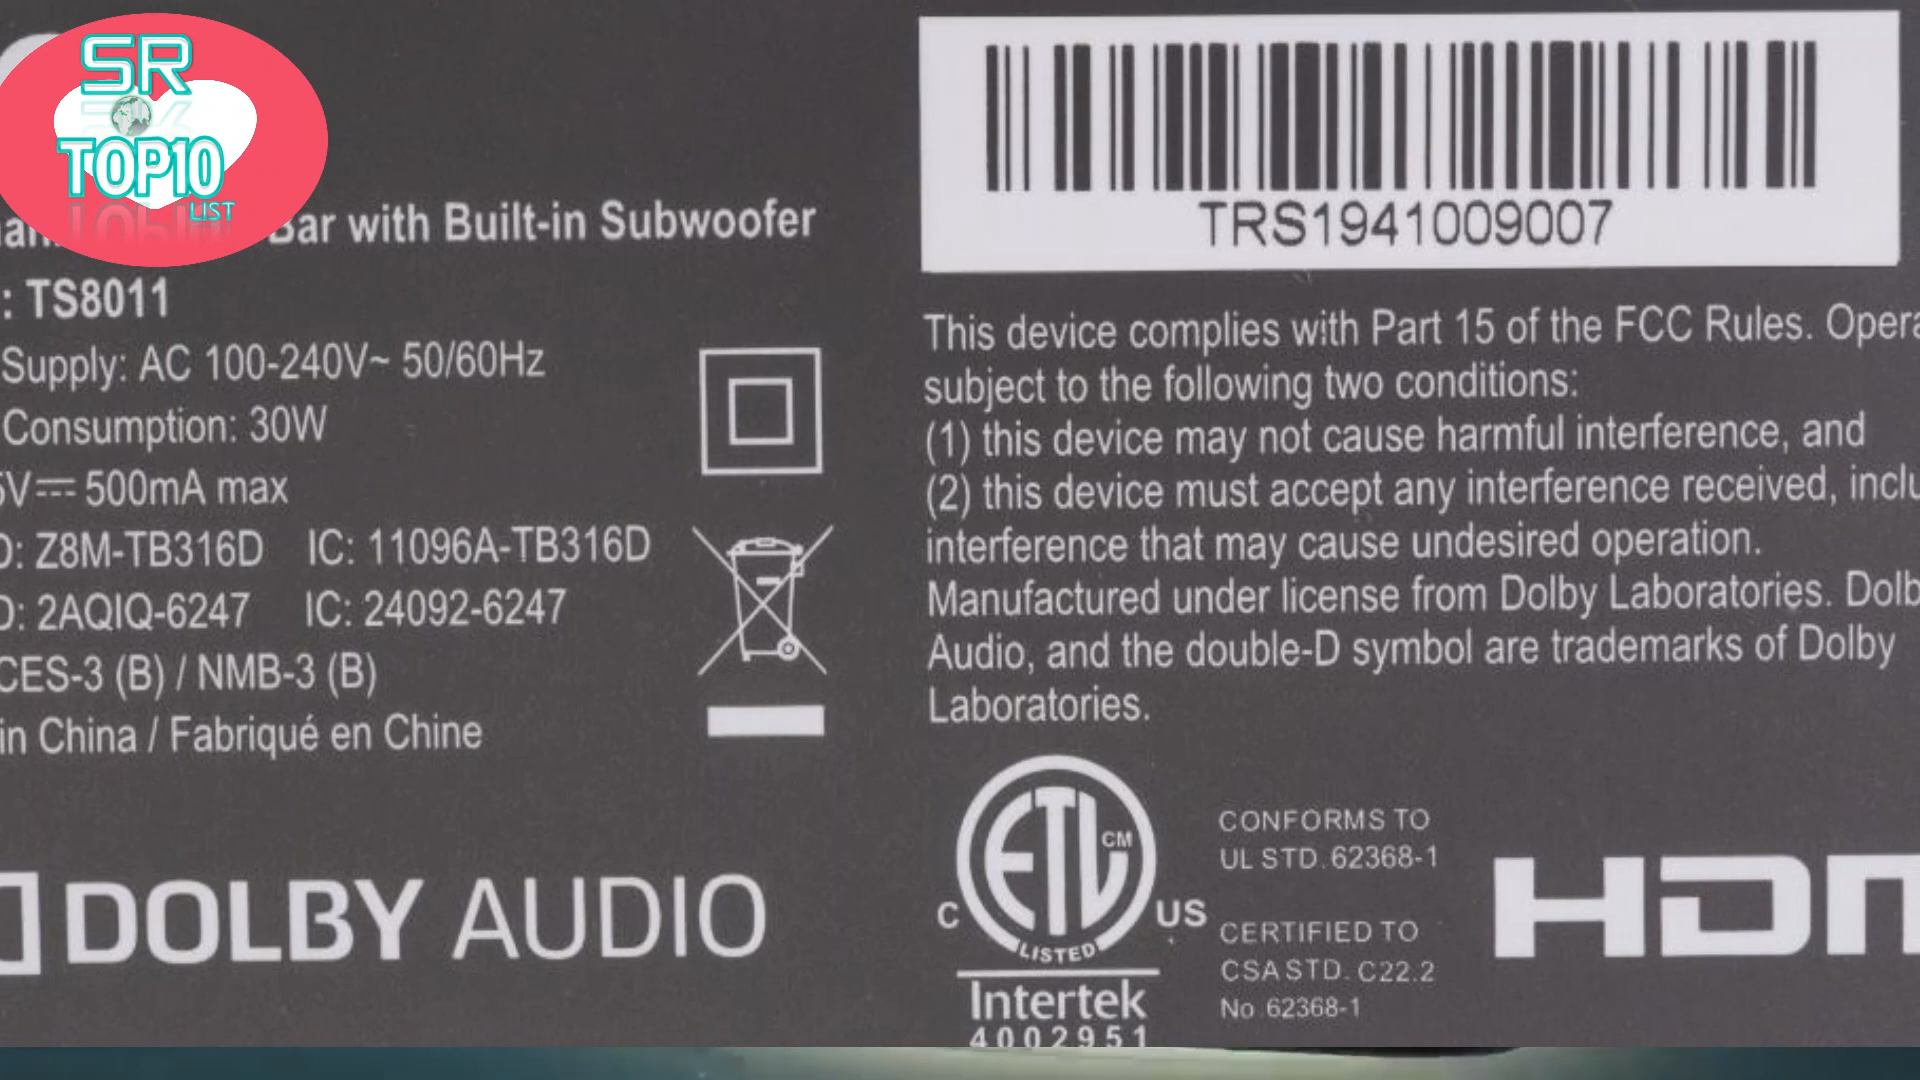 SR
TOP10
LIST
Bar with Built-in Subwoofer
: TS8011
Supply: AC 100-240V~ 50/60Hz
Consumption: 30W
5V⎓ 500mA max
D: Z8M-TB316D IC: 11096A-TB316D
D: 2AQIQ-6247 IC: 24092-6247
CES-3 (B) / NMB-3 (B)
in China / Fabriqué en Chine
DOLBY AUDIO
TRS1941009007
This device complies with Part 15 of the FCC Rules. Opera
subject to the following two conditions:
(1) this device may not cause harmful interference, and
(2) this device must accept any interference received, inclu
interference that may cause undesired operation.
Manufactured under license from Dolby Laboratories. Dolb
Audio, and the double-D symbol are trademarks of Dolby
Laboratories.
ETL CM
C US
LISTED
Intertek
4002951
CONFORMS TO
UL STD. 62368-1
CERTIFIED TO
CSA STD. C22.2
No 62368-1
HDM